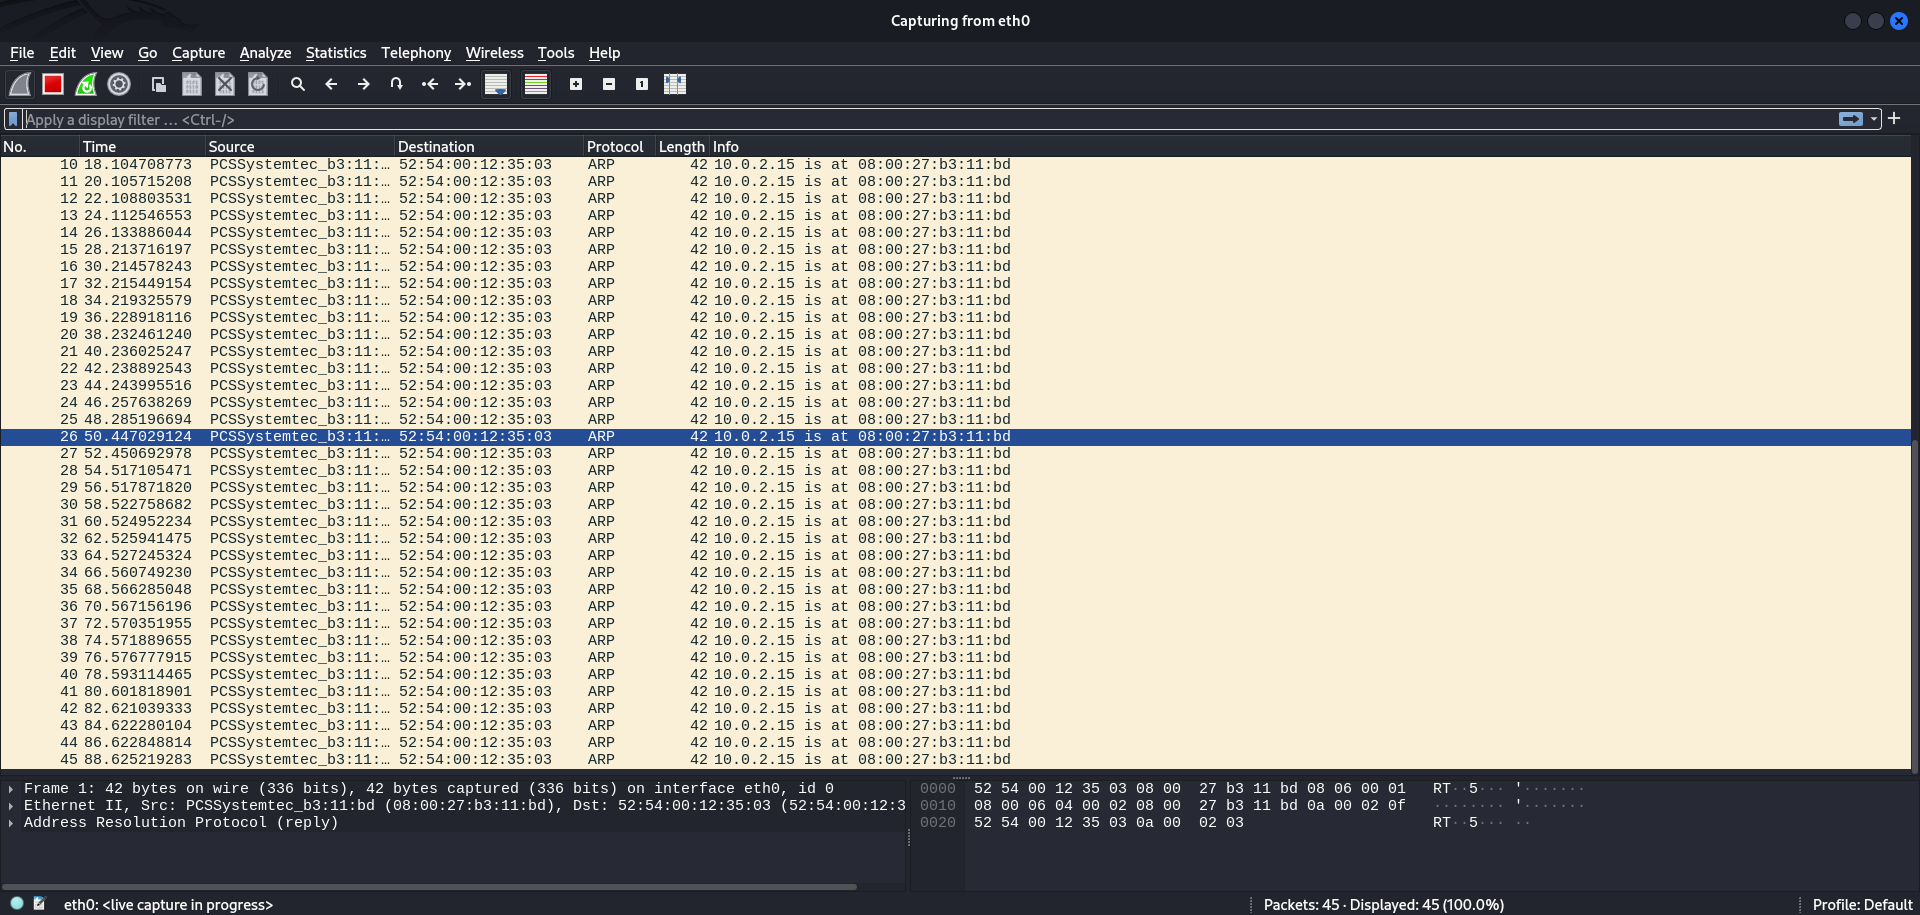 Capturing from eth0
File Edit View Go Capture Analyze Statistics Telephony Wireless Tools Help
Apply a display filter … <Ctrl-/>
No. Time Source Destination Protocol Length Info
10 18.104708773 PCSSystemtec_b3:11:… 52:54:00:12:35:03 ARP 42 10.0.2.15 is at 08:00:27:b3:11:bd
11 20.105715208 PCSSystemtec_b3:11:… 52:54:00:12:35:03 ARP 42 10.0.2.15 is at 08:00:27:b3:11:bd
12 22.108803531 PCSSystemtec_b3:11:… 52:54:00:12:35:03 ARP 42 10.0.2.15 is at 08:00:27:b3:11:bd
13 24.112546553 PCSSystemtec_b3:11:… 52:54:00:12:35:03 ARP 42 10.0.2.15 is at 08:00:27:b3:11:bd
14 26.133886044 PCSSystemtec_b3:11:… 52:54:00:12:35:03 ARP 42 10.0.2.15 is at 08:00:27:b3:11:bd
15 28.213716197 PCSSystemtec_b3:11:… 52:54:00:12:35:03 ARP 42 10.0.2.15 is at 08:00:27:b3:11:bd
16 30.214578243 PCSSystemtec_b3:11:… 52:54:00:12:35:03 ARP 42 10.0.2.15 is at 08:00:27:b3:11:bd
17 32.215449154 PCSSystemtec_b3:11:… 52:54:00:12:35:03 ARP 42 10.0.2.15 is at 08:00:27:b3:11:bd
18 34.219325579 PCSSystemtec_b3:11:… 52:54:00:12:35:03 ARP 42 10.0.2.15 is at 08:00:27:b3:11:bd
19 36.228918116 PCSSystemtec_b3:11:… 52:54:00:12:35:03 ARP 42 10.0.2.15 is at 08:00:27:b3:11:bd
20 38.232461240 PCSSystemtec_b3:11:… 52:54:00:12:35:03 ARP 42 10.0.2.15 is at 08:00:27:b3:11:bd
21 40.236025247 PCSSystemtec_b3:11:… 52:54:00:12:35:03 ARP 42 10.0.2.15 is at 08:00:27:b3:11:bd
22 42.238892543 PCSSystemtec_b3:11:… 52:54:00:12:35:03 ARP 42 10.0.2.15 is at 08:00:27:b3:11:bd
23 44.243995516 PCSSystemtec_b3:11:… 52:54:00:12:35:03 ARP 42 10.0.2.15 is at 08:00:27:b3:11:bd
24 46.257638269 PCSSystemtec_b3:11:… 52:54:00:12:35:03 ARP 42 10.0.2.15 is at 08:00:27:b3:11:bd
25 48.285196694 PCSSystemtec_b3:11:… 52:54:00:12:35:03 ARP 42 10.0.2.15 is at 08:00:27:b3:11:bd
26 50.447029124 PCSSystemtec_b3:11:… 52:54:00:12:35:03 ARP 42 10.0.2.15 is at 08:00:27:b3:11:bd
27 52.450692978 PCSSystemtec_b3:11:… 52:54:00:12:35:03 ARP 42 10.0.2.15 is at 08:00:27:b3:11:bd
28 54.517105471 PCSSystemtec_b3:11:… 52:54:00:12:35:03 ARP 42 10.0.2.15 is at 08:00:27:b3:11:bd
29 56.517871820 PCSSystemtec_b3:11:… 52:54:00:12:35:03 ARP 42 10.0.2.15 is at 08:00:27:b3:11:bd
30 58.522758682 PCSSystemtec_b3:11:… 52:54:00:12:35:03 ARP 42 10.0.2.15 is at 08:00:27:b3:11:bd
31 60.524952234 PCSSystemtec_b3:11:… 52:54:00:12:35:03 ARP 42 10.0.2.15 is at 08:00:27:b3:11:bd
32 62.525941475 PCSSystemtec_b3:11:… 52:54:00:12:35:03 ARP 42 10.0.2.15 is at 08:00:27:b3:11:bd
33 64.527245324 PCSSystemtec_b3:11:… 52:54:00:12:35:03 ARP 42 10.0.2.15 is at 08:00:27:b3:11:bd
34 66.560749230 PCSSystemtec_b3:11:… 52:54:00:12:35:03 ARP 42 10.0.2.15 is at 08:00:27:b3:11:bd
35 68.566285048 PCSSystemtec_b3:11:… 52:54:00:12:35:03 ARP 42 10.0.2.15 is at 08:00:27:b3:11:bd
36 70.567156196 PCSSystemtec_b3:11:… 52:54:00:12:35:03 ARP 42 10.0.2.15 is at 08:00:27:b3:11:bd
37 72.570351955 PCSSystemtec_b3:11:… 52:54:00:12:35:03 ARP 42 10.0.2.15 is at 08:00:27:b3:11:bd
38 74.571889655 PCSSystemtec_b3:11:… 52:54:00:12:35:03 ARP 42 10.0.2.15 is at 08:00:27:b3:11:bd
39 76.576777915 PCSSystemtec_b3:11:… 52:54:00:12:35:03 ARP 42 10.0.2.15 is at 08:00:27:b3:11:bd
40 78.593114465 PCSSystemtec_b3:11:… 52:54:00:12:35:03 ARP 42 10.0.2.15 is at 08:00:27:b3:11:bd
41 80.601818901 PCSSystemtec_b3:11:… 52:54:00:12:35:03 ARP 42 10.0.2.15 is at 08:00:27:b3:11:bd
42 82.621039333 PCSSystemtec_b3:11:… 52:54:00:12:35:03 ARP 42 10.0.2.15 is at 08:00:27:b3:11:bd
43 84.622280104 PCSSystemtec_b3:11:… 52:54:00:12:35:03 ARP 42 10.0.2.15 is at 08:00:27:b3:11:bd
44 86.622848814 PCSSystemtec_b3:11:… 52:54:00:12:35:03 ARP 42 10.0.2.15 is at 08:00:27:b3:11:bd
45 88.625219283 PCSSystemtec_b3:11:… 52:54:00:12:35:03 ARP 42 10.0.2.15 is at 08:00:27:b3:11:bd
Frame 1: 42 bytes on wire (336 bits), 42 bytes captured (336 bits) on interface eth0, id 0
Ethernet II, Src: PCSSystemtec_b3:11:bd (08:00:27:b3:11:bd), Dst: 52:54:00:12:35:03 (52:54:00:12:3
Address Resolution Protocol (reply)
0000 52 54 00 12 35 03 08 00 27 b3 11 bd 08 06 00 01 RT··5··· '·······
0010 08 00 06 04 00 02 08 00 27 b3 11 bd 0a 00 02 0f ········ '·······
0020 52 54 00 12 35 03 0a 00 02 03 RT··5··· ··
eth0: <live capture in progress>
Packets: 45 · Displayed: 45 (100.0%)
Profile: Default